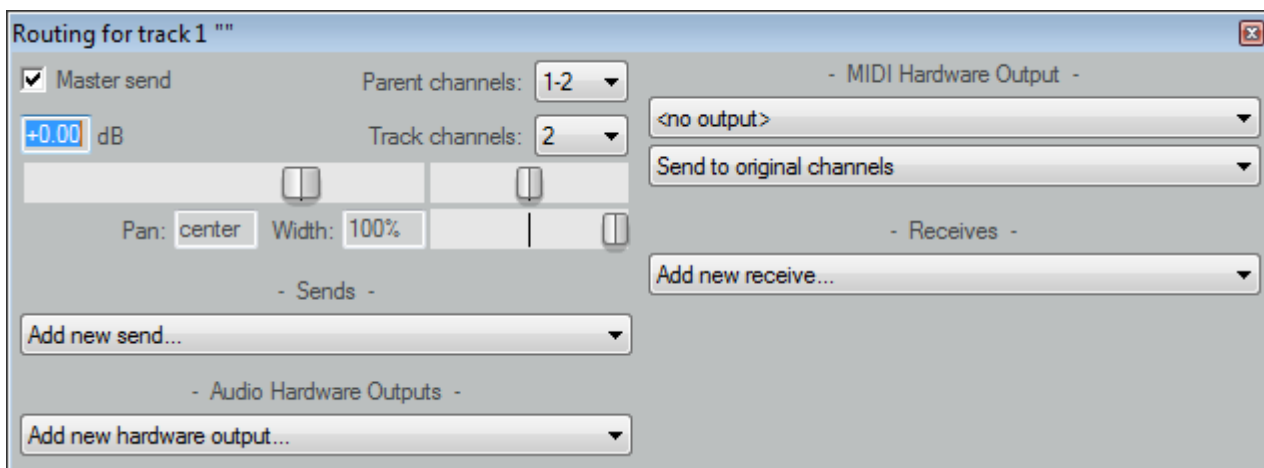 Routing for track 1 ""
Master send
Parent channels: 1-2
+0.00 dB
Track channels: 2
Pan: center Width: 100%
- Sends -
Add new send...
- Audio Hardware Outputs -
Add new hardware output...
- MIDI Hardware Output -
<no output>
Send to original channels
- Receives -
Add new receive...